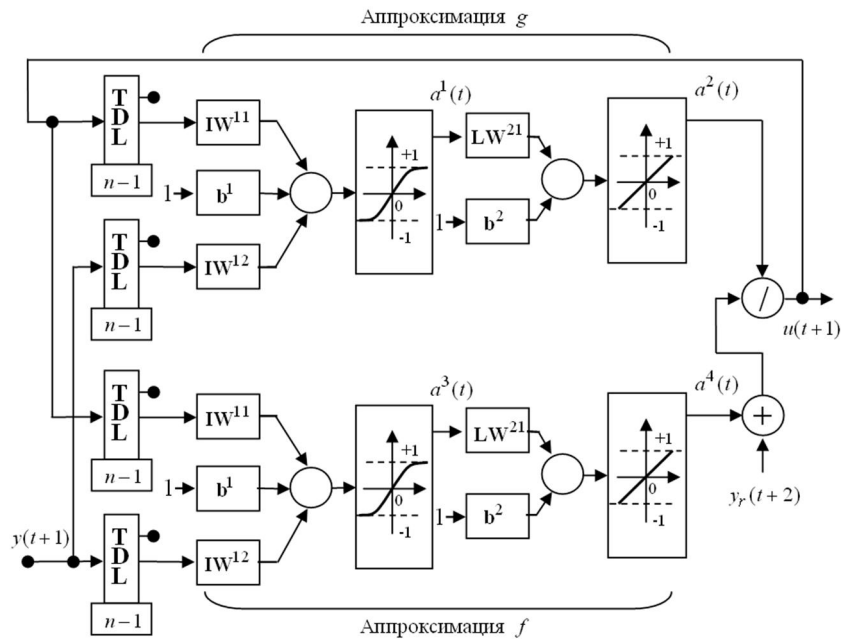 Аппроксимация g
T
D
L
n−1
IW¹¹
1
b¹
T
D
L
n−1
IW¹²
a¹(t)
+1
0
-1
LW²¹
1
b²
a²(t)
+1
0
-1
/
u(t+1)
T
D
L
n−1
IW¹¹
1
b¹
y(t+1)
T
D
L
n−1
IW¹²
a³(t)
+1
0
-1
LW²¹
1
b²
a⁴(t)
+1
0
-1
+
yᵣ(t+2)
Аппроксимация f